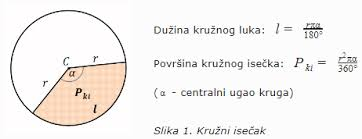 C
r
r
α
P_ki
l
Dužina kružnog luka: l = rπα/180°
Površina kružnog isečka: P_ki = r²πα/360°
(α - centralni ugao kruga)
Slika 1. Kružni isečak